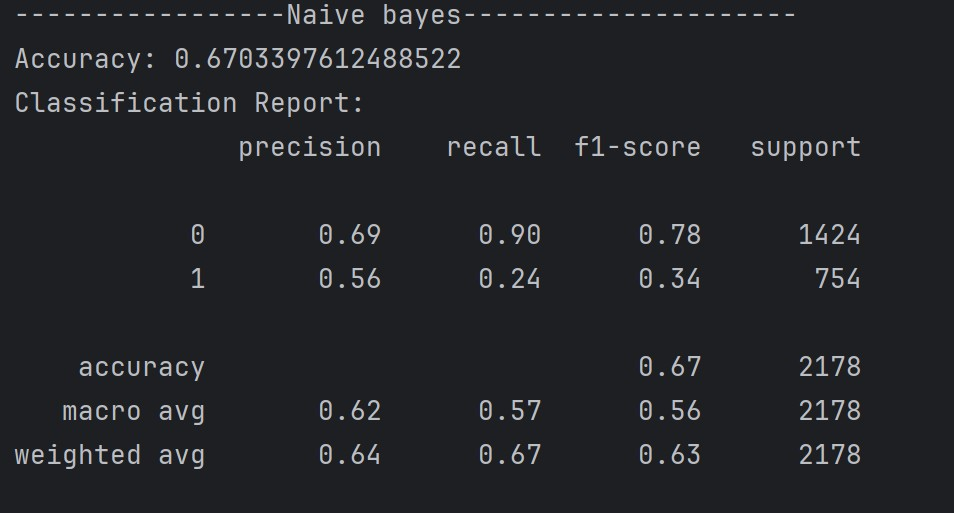 -----------------Naive bayes---------------------
Accuracy: 0.6703397612488522
Classification Report:
              precision    recall  f1-score   support

           0       0.69      0.90      0.78      1424
           1       0.56      0.24      0.34       754

    accuracy                           0.67      2178
   macro avg       0.62      0.57      0.56      2178
weighted avg       0.64      0.67      0.63      2178